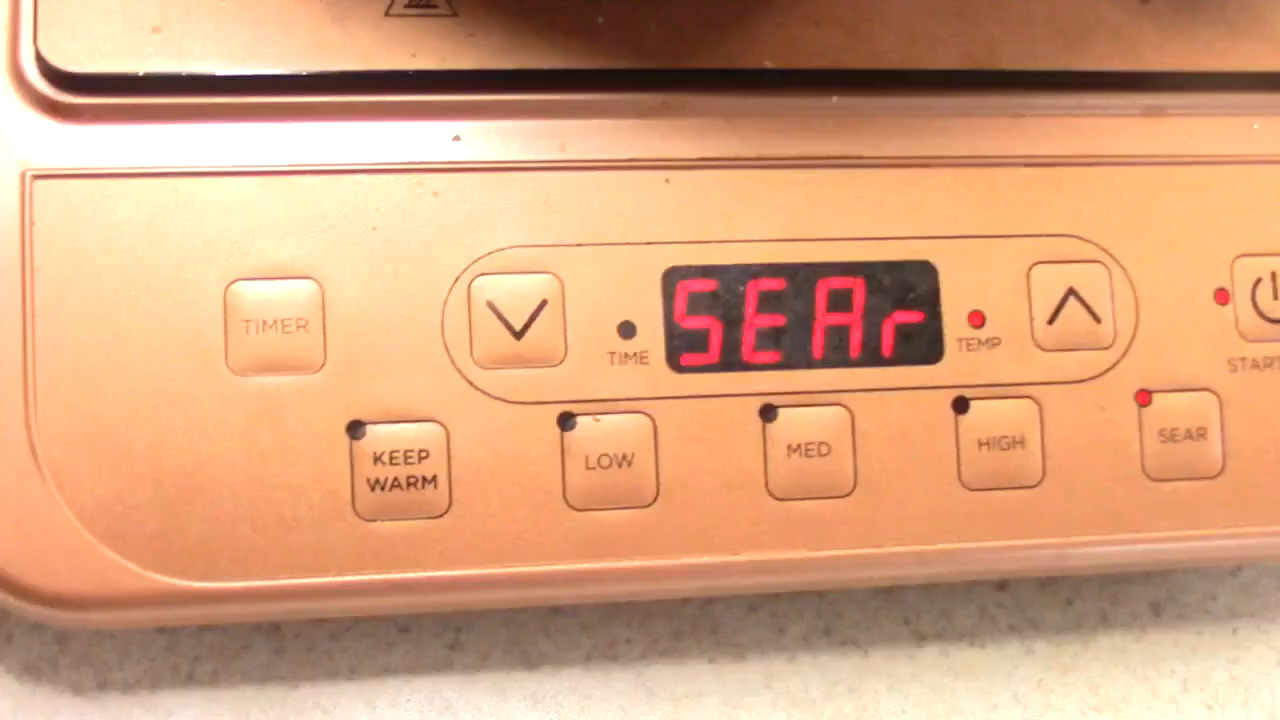 TIMER
TIME
SEAr
TEMP
START
KEEP
WARM
LOW
MED
HIGH
SEAR